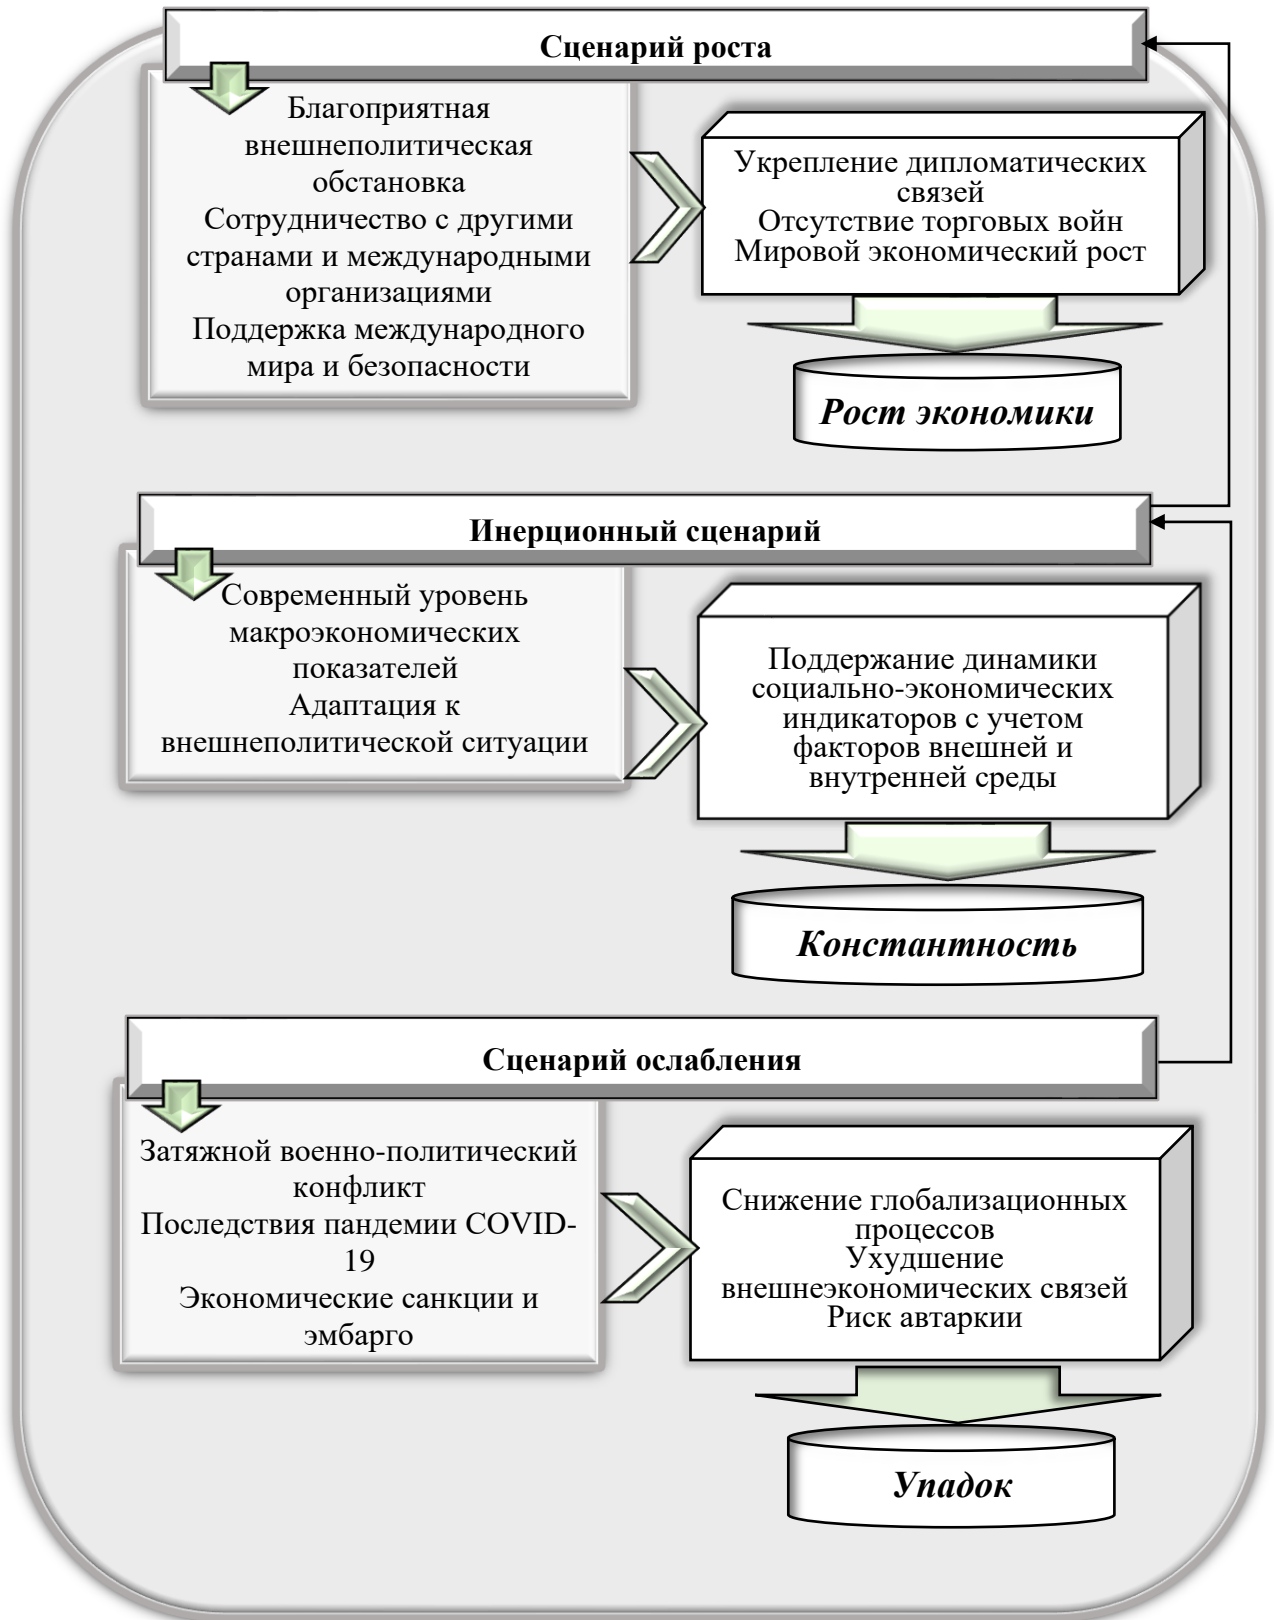 Сценарий роста
Благоприятная
внешнеполитическая
обстановка
Сотрудничество с другими
странами и международными
организациями
Поддержка международного
мира и безопасности
Укрепление дипломатических
связей
Отсутствие торговых войн
Мировой экономический рост
Рост экономики
Инерционный сценарий
Современный уровень
макроэкономических
показателей
Адаптация к
внешнеполитической ситуации
Поддержание динамики
социально-экономических
индикаторов с учетом
факторов внешней и
внутренней среды
Константность
Сценарий ослабления
Затяжной военно-политический
конфликт
Последствия пандемии COVID-
19
Экономические санкции и
эмбарго
Снижение глобализационных
процессов
Ухудшение
внешнеэкономических связей
Риск автаркии
Упадок